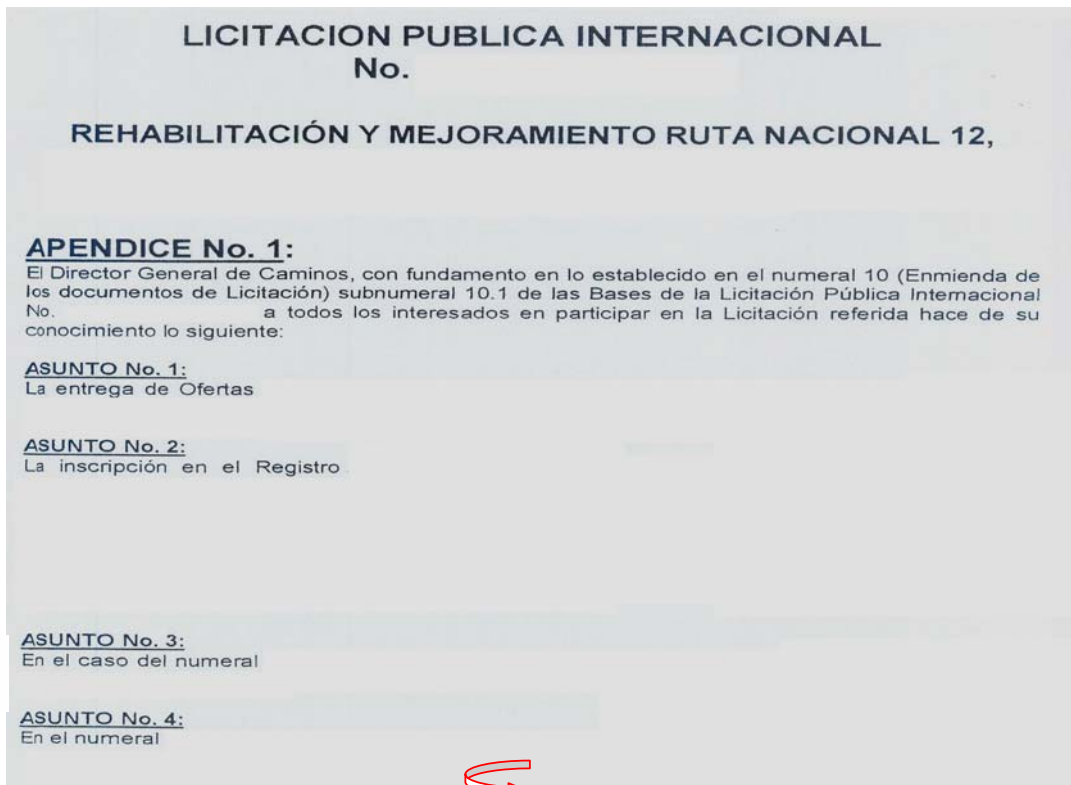 LICITACION PUBLICA INTERNACIONAL
No.
REHABILITACIÓN Y MEJORAMIENTO RUTA NACIONAL 12,
APENDICE No. 1:
El Director General de Caminos, con fundamento en lo establecido en el numeral 10 (Enmienda de
los documentos de Licitación) subnumeral 10.1 de las Bases de la Licitación Pública Internacional
No. a todos los interesados en participar en la Licitación referida hace de su
conocimiento lo siguiente:
ASUNTO No. 1:
La entrega de Ofertas
ASUNTO No. 2:
La inscripción en el Registro
ASUNTO No. 3:
En el caso del numeral
ASUNTO No. 4:
En el numeral